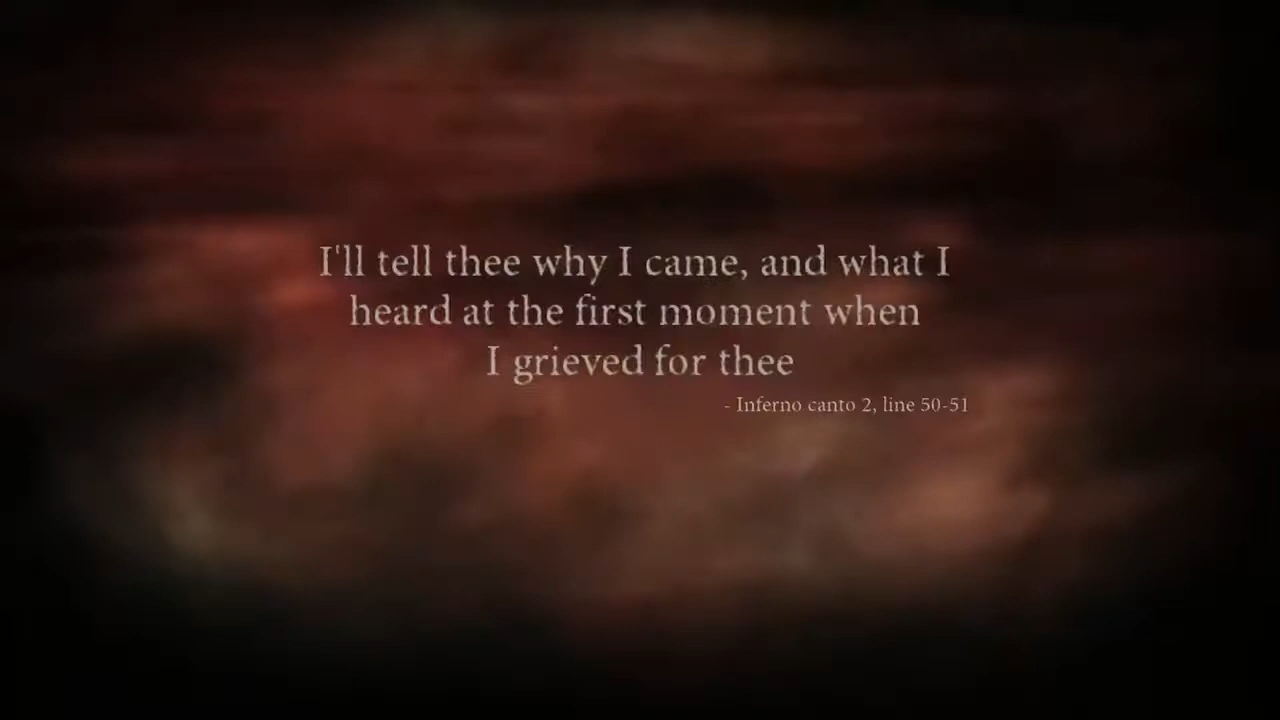 I'll tell thee why I came, and what I
heard at the first moment when
I grieved for thee
- Inferno canto 2, line 50-51